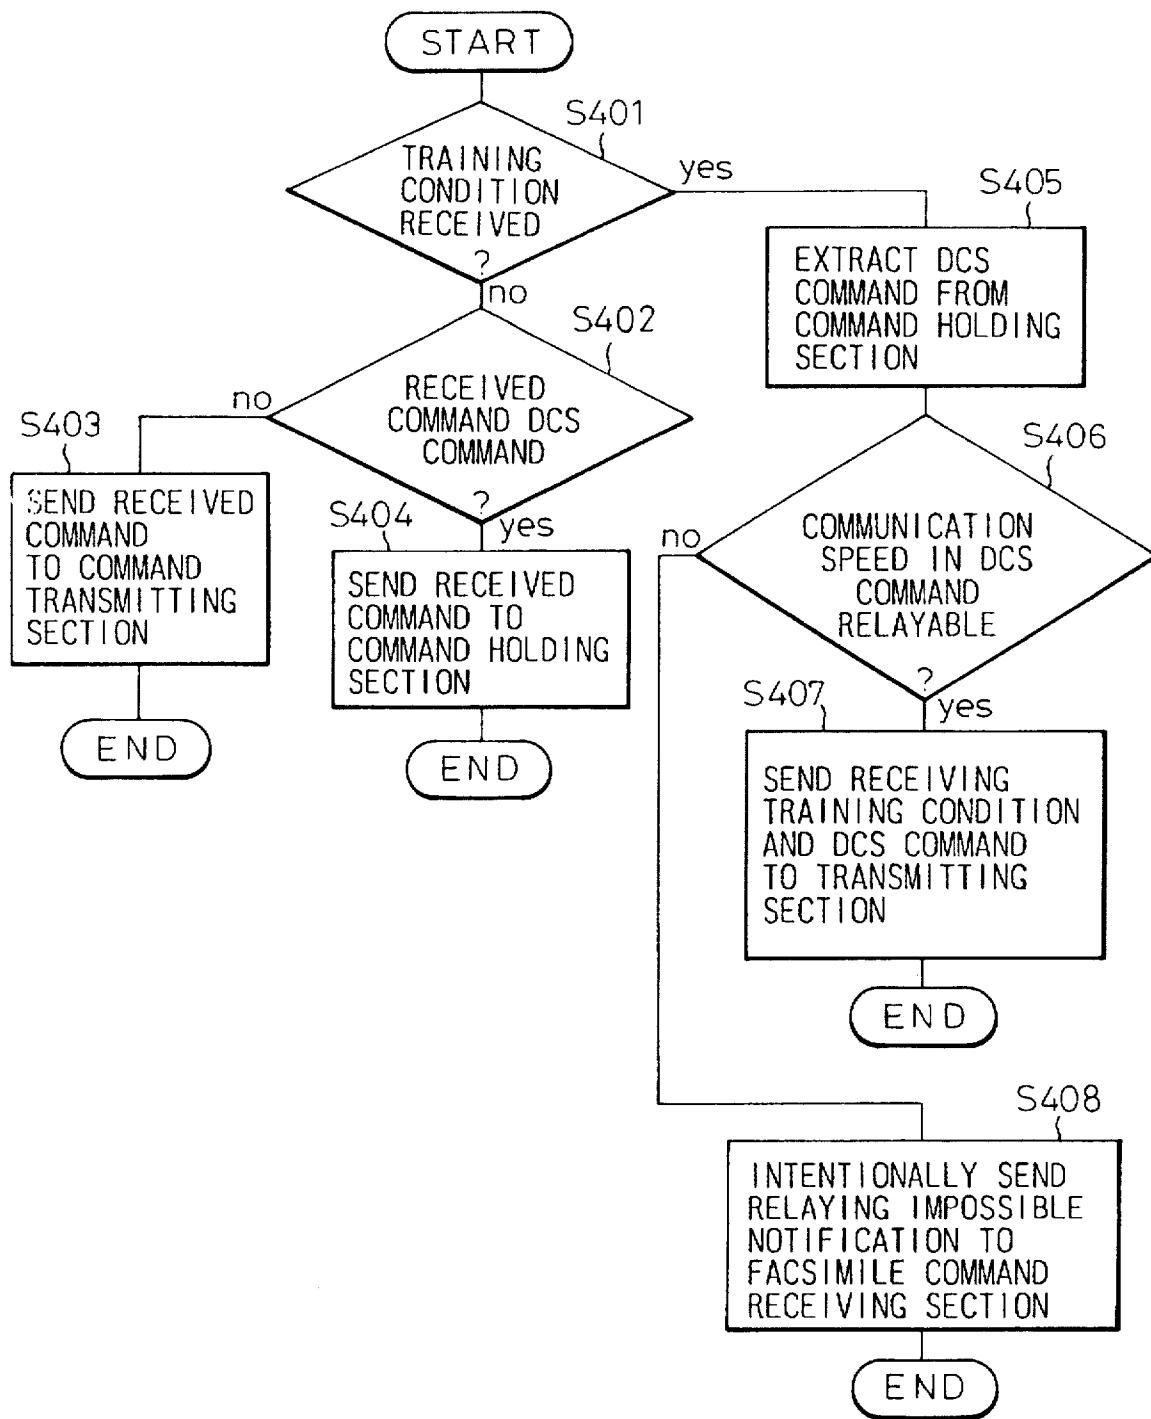 START
S401
TRAINING
CONDITION
RECEIVED
?
yes
no
S405
EXTRACT DCS
COMMAND FROM
COMMAND HOLDING
SECTION
S402
RECEIVED
COMMAND DCS
COMMAND
?
no
yes
S403
SEND RECEIVED
COMMAND
TO COMMAND
TRANSMITTING
SECTION
END
S404
SEND RECEIVED
COMMAND TO
COMMAND HOLDING
SECTION
END
S406
COMMUNICATION
SPEED IN DCS
COMMAND
RELAYABLE
?
no
yes
S407
SEND RECEIVING
TRAINING CONDITION
AND DCS COMMAND
TO TRANSMITTING
SECTION
END
S408
INTENTIONALLY SEND
RELAYING IMPOSSIBLE
NOTIFICATION TO
FACSIMILE COMMAND
RECEIVING SECTION
END